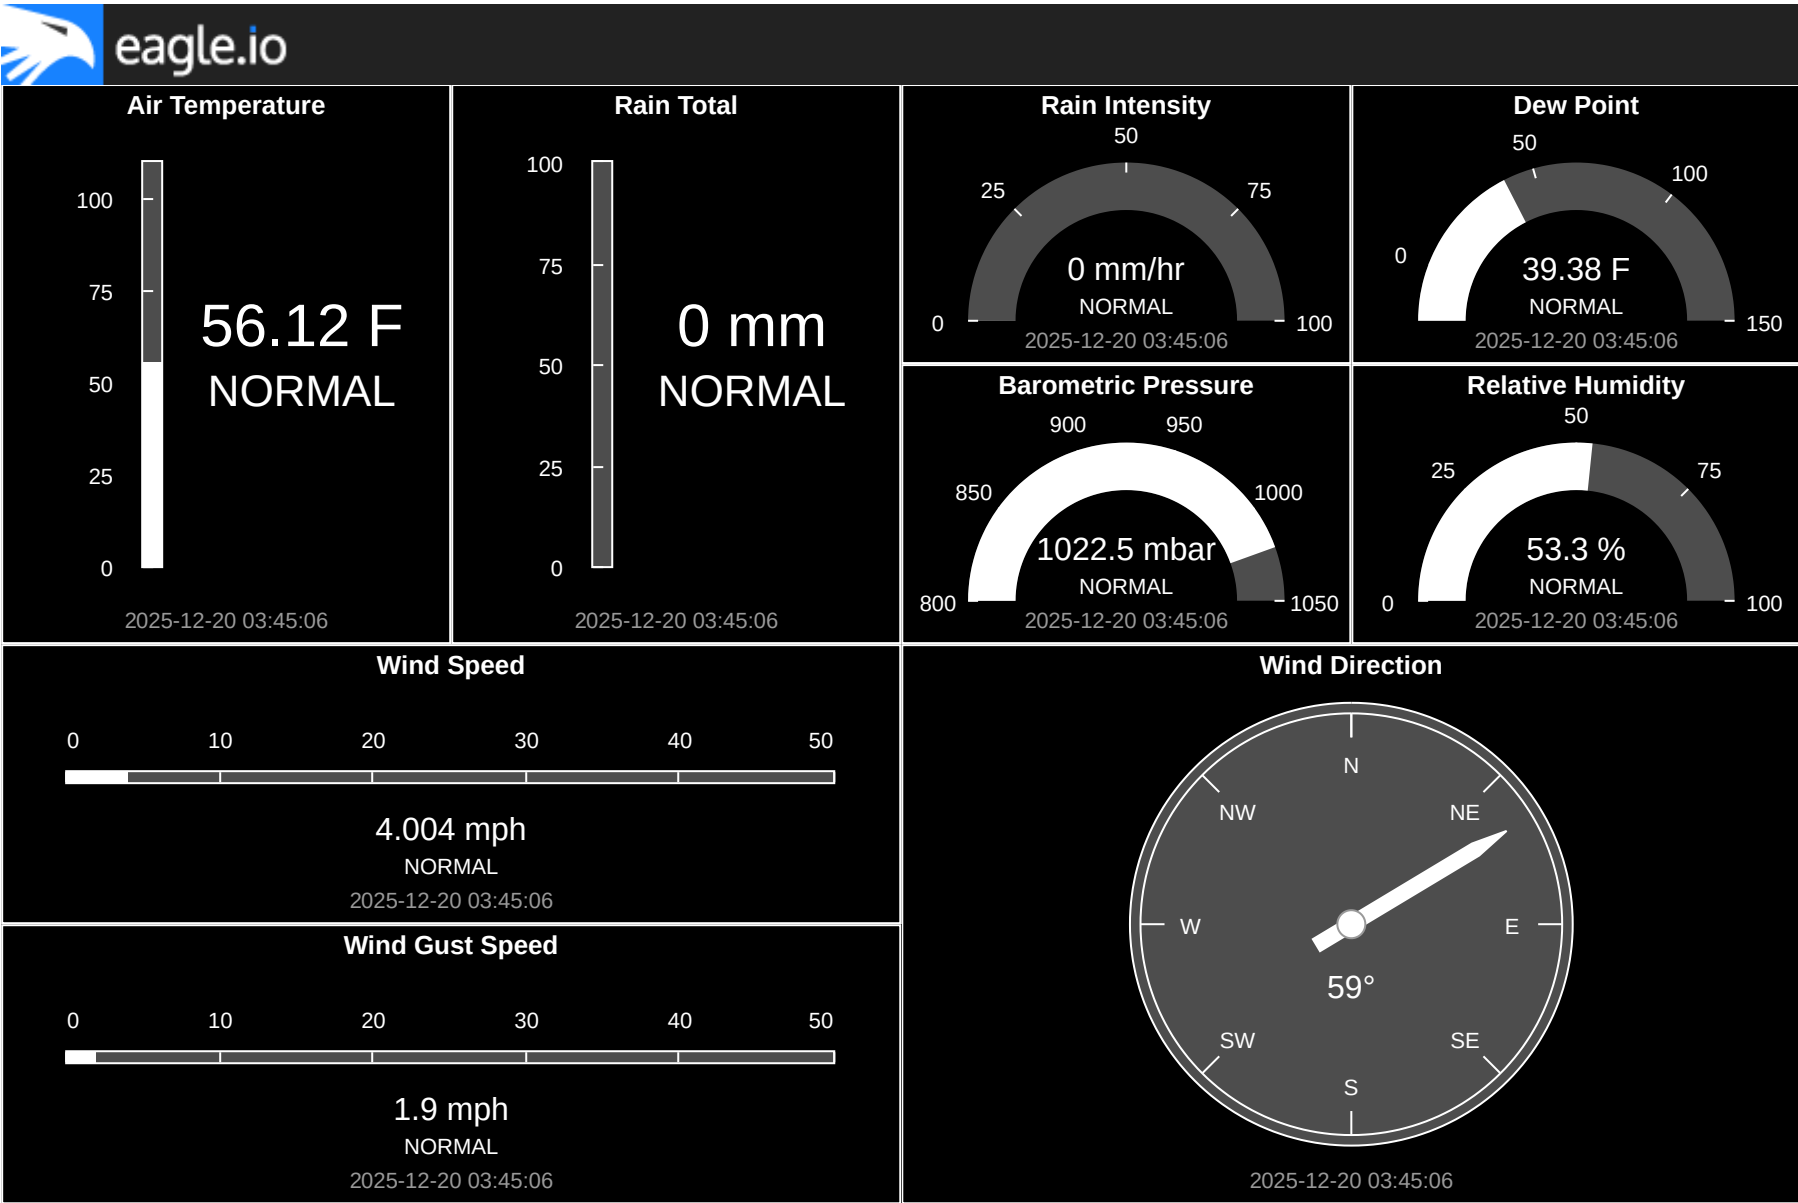 eagle.io
Air Temperature
100
75
50
25
0
56.12 F
NORMAL
2025-12-20 03:45:06
Rain Total
100
75
50
25
0
0 mm
NORMAL
2025-12-20 03:45:06
Rain Intensity
50
25
75
0
100
0 mm/hr
NORMAL
2025-12-20 03:45:06
Dew Point
50
100
0
150
39.38 F
NORMAL
2025-12-20 03:45:06
Barometric Pressure
900
950
850
1000
800
1050
1022.5 mbar
NORMAL
2025-12-20 03:45:06
Relative Humidity
50
25
75
0
100
53.3 %
NORMAL
2025-12-20 03:45:06
Wind Speed
0 10 20 30 40 50
4.004 mph
NORMAL
2025-12-20 03:45:06
Wind Gust Speed
0 10 20 30 40 50
1.9 mph
NORMAL
2025-12-20 03:45:06
Wind Direction
N
NW NE
W E
59°
SW SE
S
2025-12-20 03:45:06